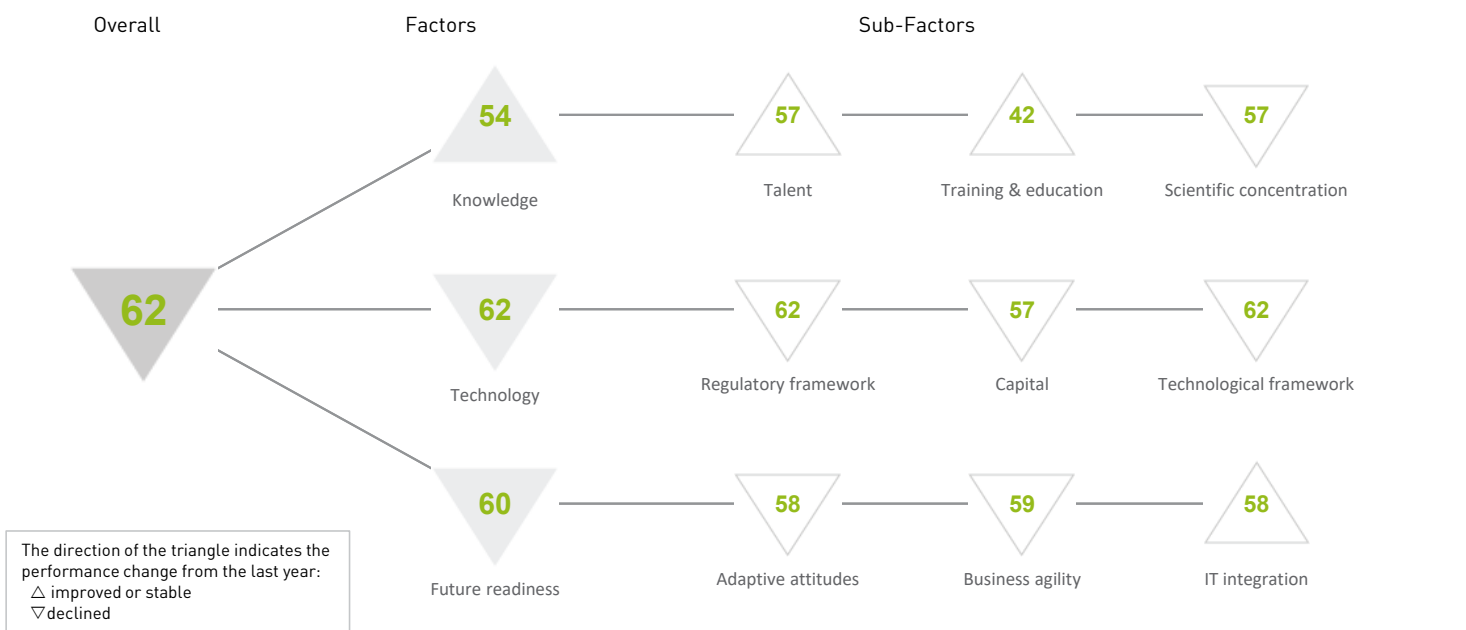 Overall Factors Sub-Factors
54 57 42 57
Knowledge Talent Training & education Scientific concentration
62 62 62 57 62
Technology Regulatory framework Capital Technological framework
60 58 59 58
Future readiness Adaptive attitudes Business agility IT integration
The direction of the triangle indicates the
performance change from the last year:
△ improved or stable
▽ declined